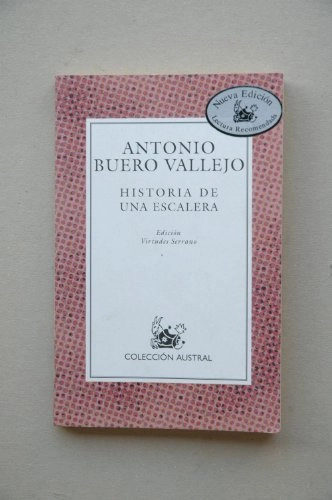 Nueva Edición
Lectura Recomendada
ANTONIO
BUERO VALLEJO
HISTORIA DE
UNA ESCALERA
Edición
Virtudes Serrano
COLECCIÓN AUSTRAL